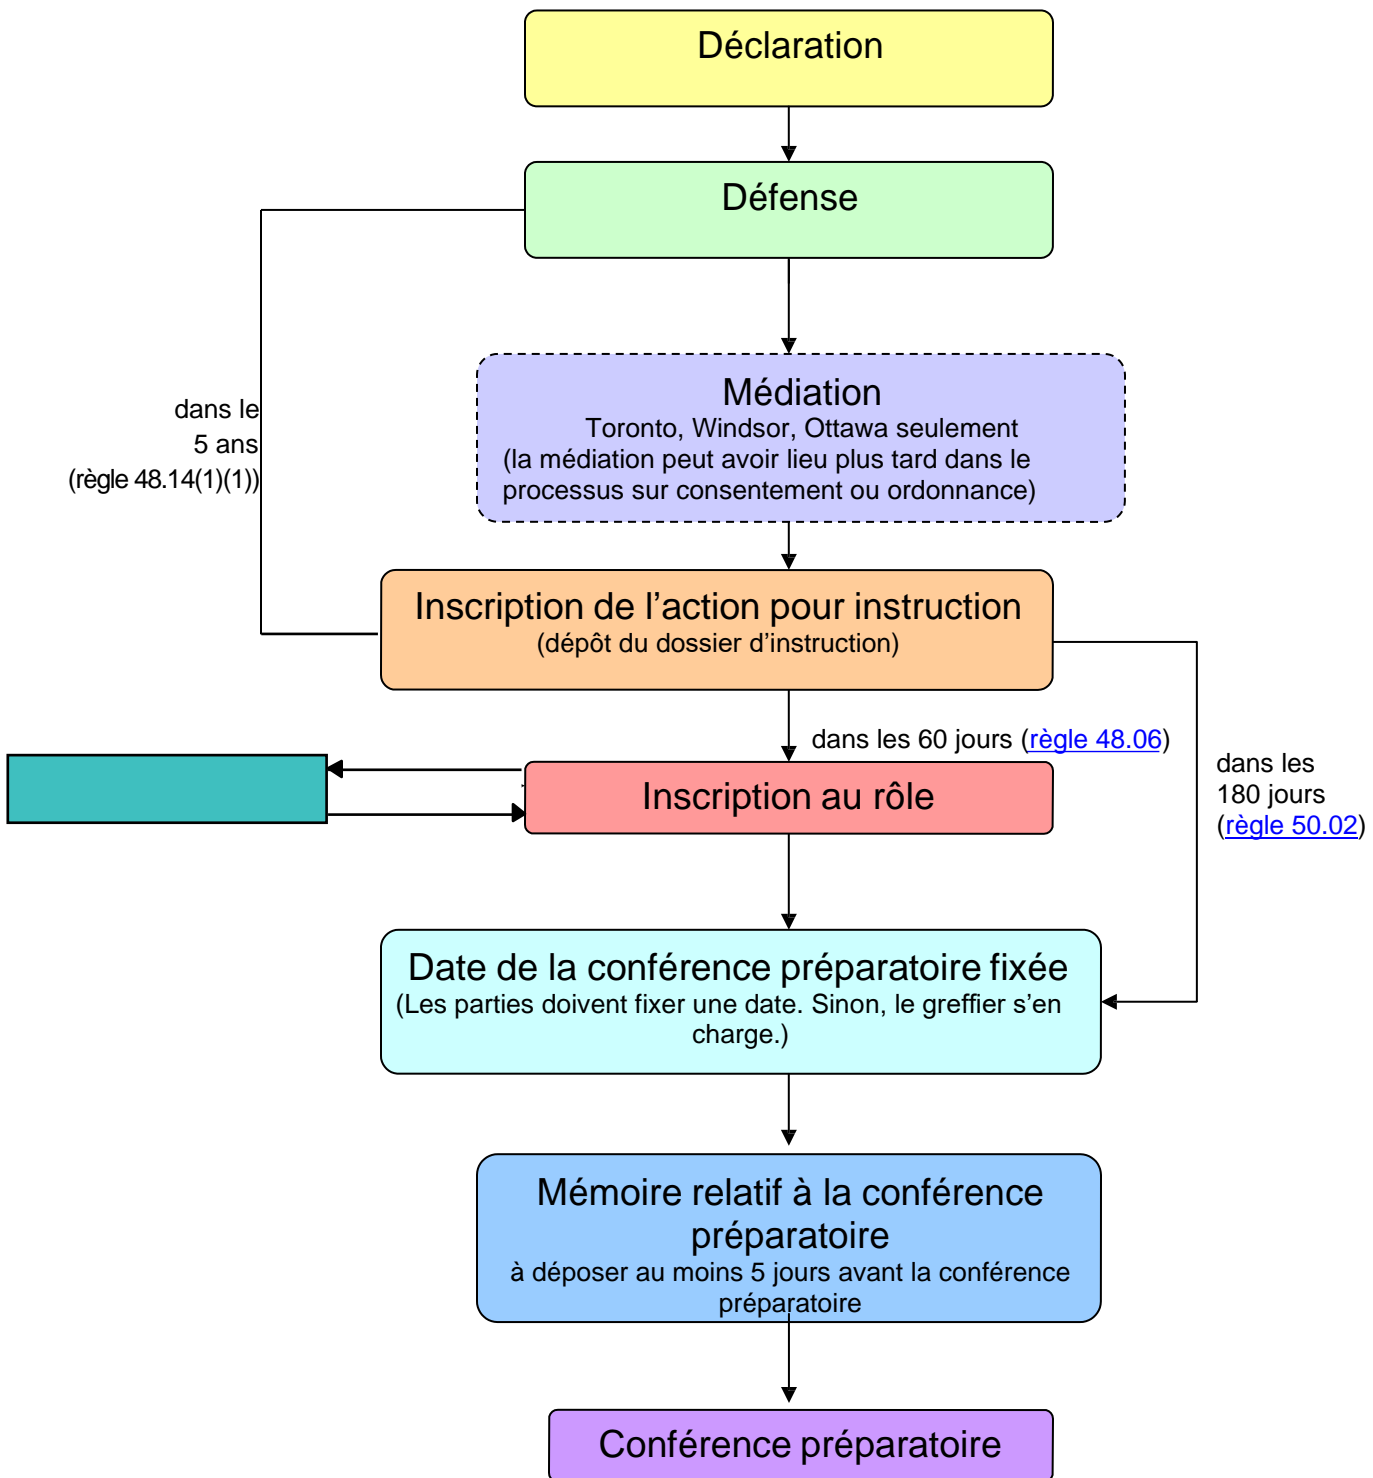 Déclaration
Défense
dans le
5 ans
(règle 48.14(1)(1))
Médiation
Toronto, Windsor, Ottawa seulement
(la médiation peut avoir lieu plus tard dans le
processus sur consentement ou ordonnance)
Inscription de l’action pour instruction
(dépôt du dossier d’instruction)
dans les 60 jours (règle 48.06)
dans les
180 jours
(règle 50.02)
Inscription au rôle
Date de la conférence préparatoire fixée
(Les parties doivent fixer une date. Sinon, le greffier s’en
charge.)
Mémoire relatif à la conférence
préparatoire
à déposer au moins 5 jours avant la conférence
préparatoire
Conférence préparatoire